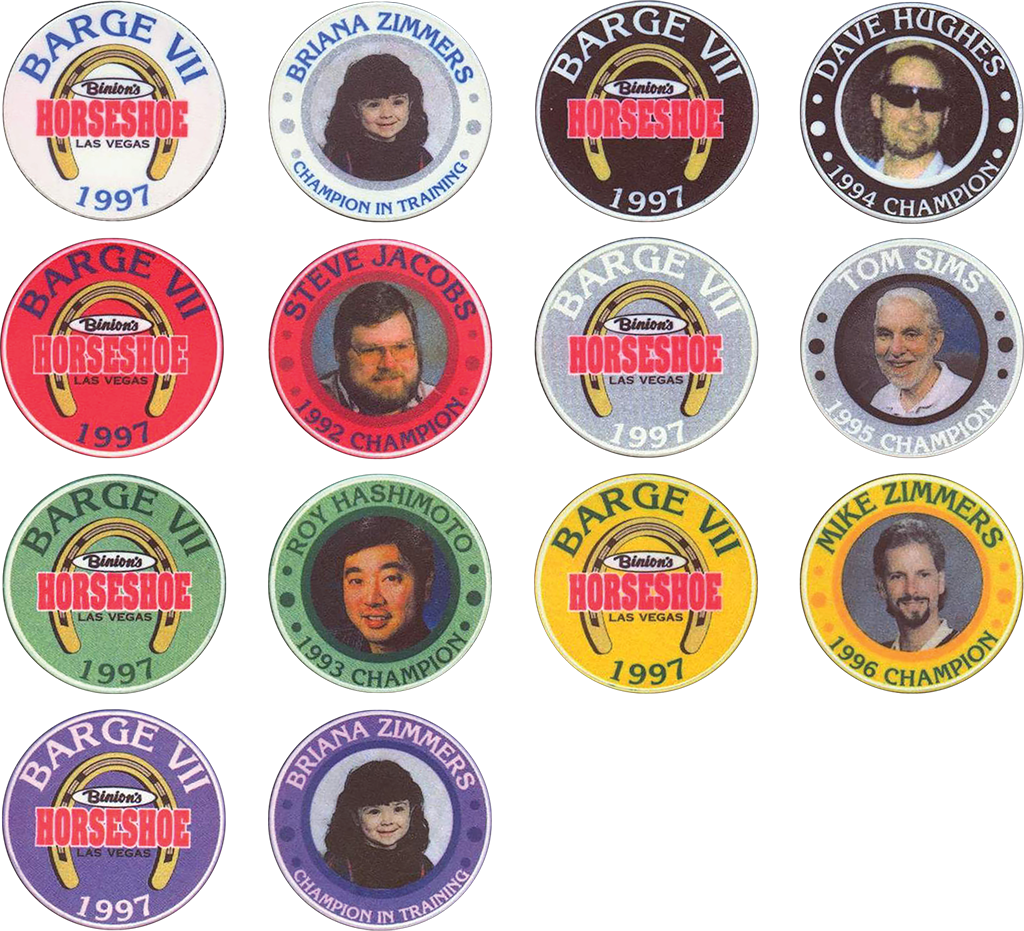 BARGE VII
Binion's
HORSESHOE
LAS VEGAS
1997
BRIANA ZIMMERS
CHAMPION IN TRAINING
BARGE VII
Binion's
HORSESHOE
1997
DAVE HUGHES
1994 CHAMPION
BARGE VII
Binion's
HORSESHOE
LAS VEGAS
1997
STEVE JACOBS
1992 CHAMPION
BARGE VII
Binion's
HORSESHOE
LAS VEGAS
1997
TOM SIMS
1995 CHAMPION
BARGE VII
Binion's
HORSESHOE
LAS VEGAS
1997
ROY HASHIMOTO
1993 CHAMPION
BARGE VII
Binion's
HORSESHOE
LAS VEGAS
1997
MIKE ZIMMERS
1996 CHAMPION
BARGE VII
Binion's
HORSESHOE
LAS VEGAS
1997
BRIANA ZIMMERS
CHAMPION IN TRAINING